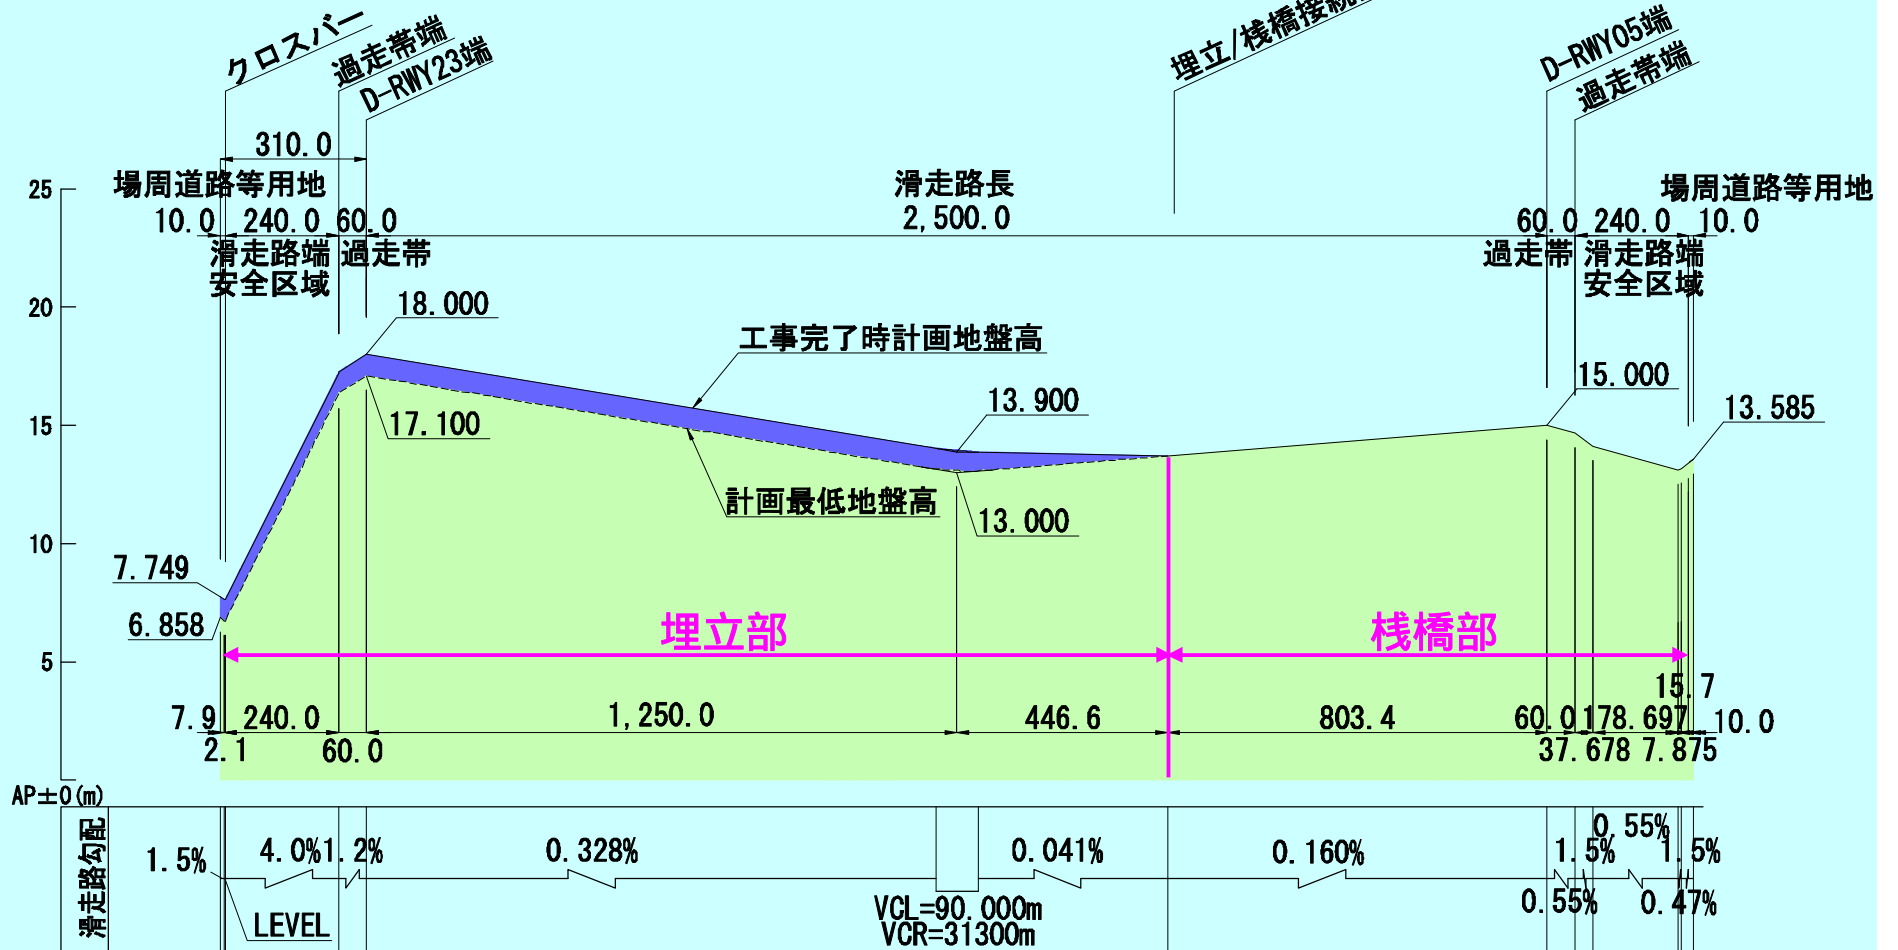 クロスバー
過走帯端
D-RWY23端
埋立/桟橋接続
D-RWY05端
過走帯端
310.0
場周道路等用地
滑走路長
場周道路等用地
10.0 240.0 60.0 2,500.0 60.0 240.0 10.0
滑走路端 過走帯
安全区域
過走帯 滑走路端
安全区域
25
20
15
10
5
AP±0(m)
18.000
工事完了時計画地盤高
17.100
13.900
15.000
13.585
計画最低地盤高
13.000
7.749
6.858
埋立部
桟橋部
15.7
7.9 240.0 1,250.0 446.6 803.4 60.0 178.697 10.0
2.1 60.0 37.678 7.875
滑走路勾配
0.55%
1.5% 4.0% 1.2% 0.328% 0.041% 0.160% 1.5% 1.5%
0.55% 0.47%
LEVEL
VCL=90.000m
VCR=31300m